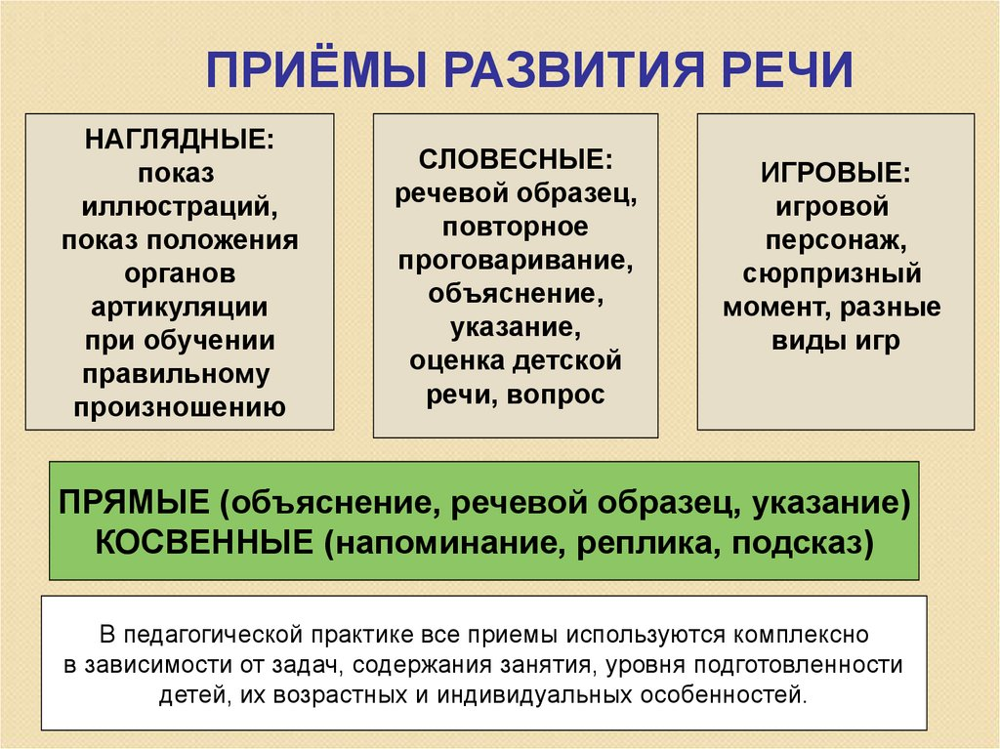 ПРИЁМЫ РАЗВИТИЯ РЕЧИ
НАГЛЯДНЫЕ:
показ
иллюстраций,
показ положения
органов
артикуляции
при обучении
правильному
произношению
СЛОВЕСНЫЕ:
речевой образец,
повторное
проговаривание,
объяснение,
указание,
оценка детской
речи, вопрос
ИГРОВЫЕ:
игровой
персонаж,
сюрпризный
момент, разные
виды игр
ПРЯМЫЕ (объяснение, речевой образец, указание)
КОСВЕННЫЕ (напоминание, реплика, подсказ)
В педагогической практике все приемы используются комплексно
в зависимости от задач, содержания занятия, уровня подготовленности
детей, их возрастных и индивидуальных особенностей.